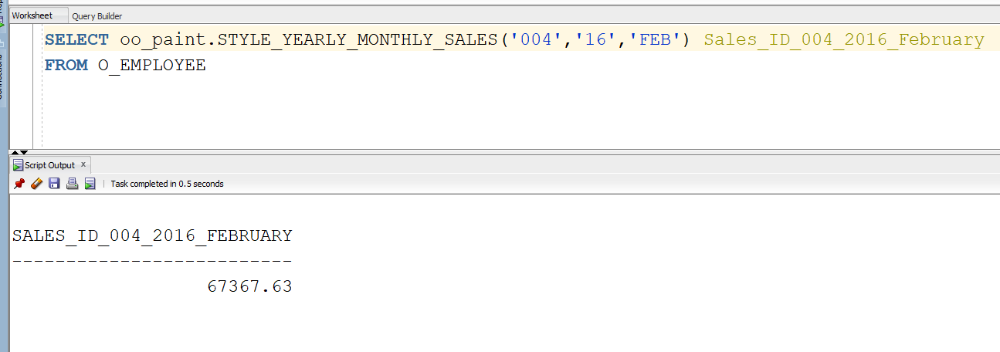 Worksheet Query Builder
SELECT oo_paint.STYLE_YEARLY_MONTHLY_SALES('004','16','FEB') Sales_ID_004_2016_February
FROM O_EMPLOYEE
Script Output x
Task completed in 0.5 seconds
SALES_ID_004_2016_FEBRUARY
--------------------------
67367.63